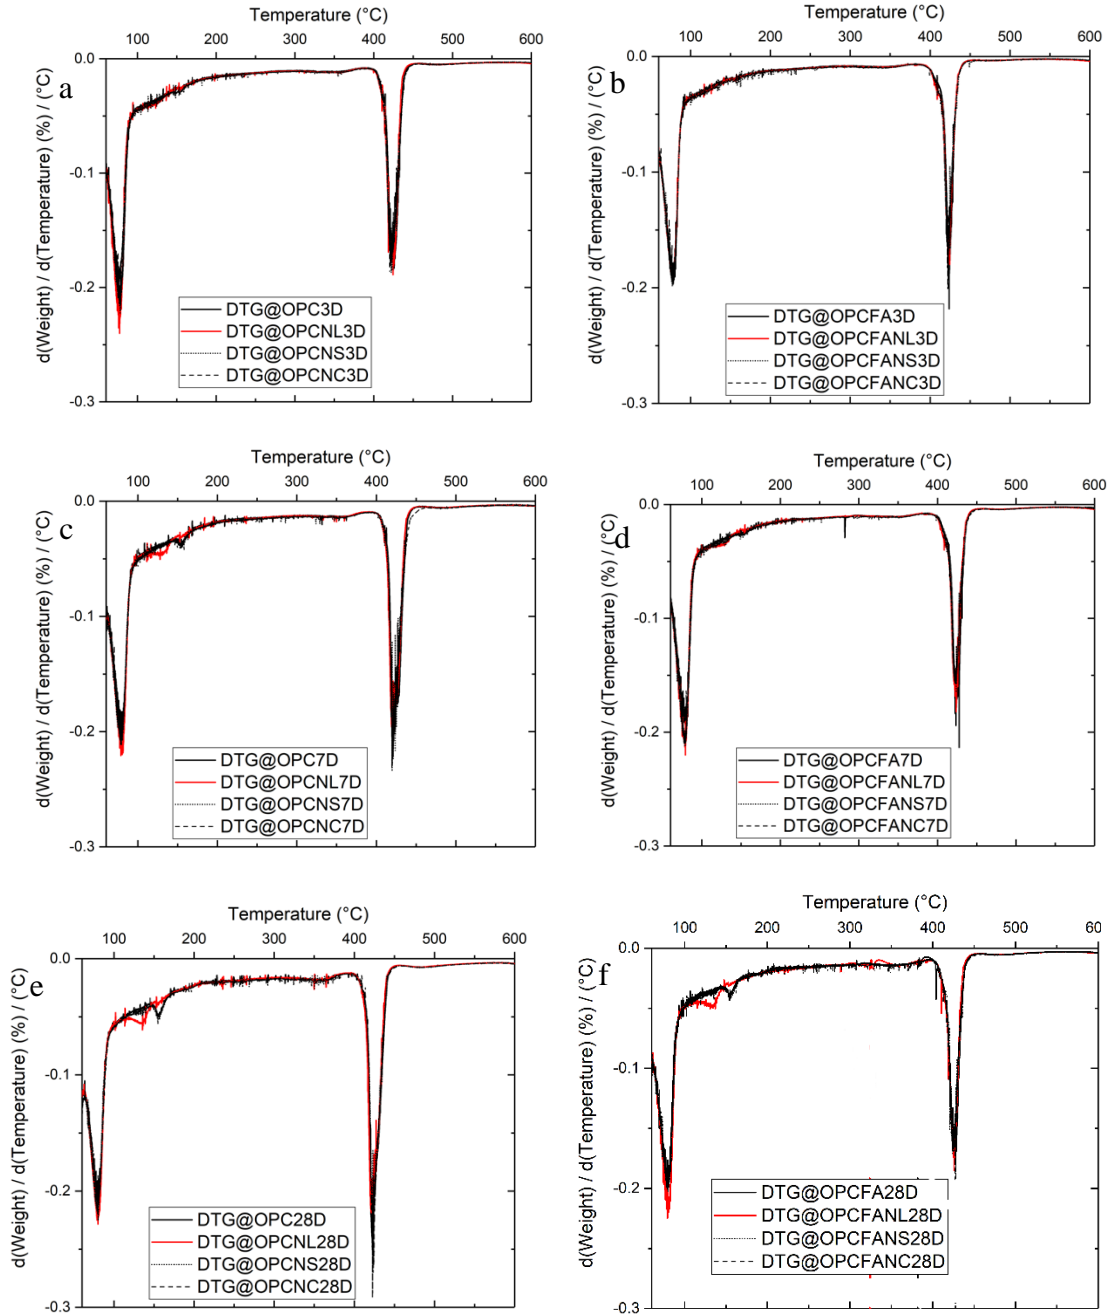 Temperature (°C)
100 200 300 400 500 600
0.0
a
-0.1
-0.2
-0.3
d(Weight) / d(Temperature) (%) / (°C)
DTG@OPC3D
DTG@OPCNL3D
DTG@OPCNS3D
DTG@OPCNC3D
Temperature (°C)
100 200 300 400 500 600
0.0
b
-0.1
-0.2
-0.3
d(Weight) / d(Temperature) (%) / (°C)
DTG@OPCFA3D
DTG@OPCFANL3D
DTG@OPCFANS3D
DTG@OPCFANC3D
Temperature (°C)
100 200 300 400 500 600
0.0
c
-0.1
-0.2
-0.3
d(Weight) / d(Temperature) (%) / (°C)
DTG@OPC7D
DTG@OPCNL7D
DTG@OPCNS7D
DTG@OPCNC7D
Temperature (°C)
100 200 300 400 500 600
0.0
d
-0.1
-0.2
-0.3
d(Weight) / d(Temperature) (%) / (°C)
DTG@OPCFA7D
DTG@OPCFANL7D
DTG@OPCFANS7D
DTG@OPCFANC7D
Temperature (°C)
100 200 300 400 500 600
0.0
e
-0.1
-0.2
-0.3
d(Weight) / d(Temperature) (%) / (°C)
DTG@OPC28D
DTG@OPCNL28D
DTG@OPCNS28D
DTG@OPCNC28D
Temperature (°C)
100 200 300 400 500 600
0.0
f
-0.1
-0.2
-0.3
d(Weight) / d(Temperature) (%) / (°C)
DTG@OPCFA28D
DTG@OPCFANL28D
DTG@OPCFANS28D
DTG@OPCFANC28D